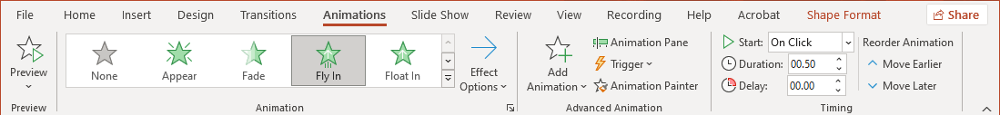 File Home Insert Design Transitions Animations Slide Show Review View Recording Help Acrobat Shape Format Share
Preview
None Appear Fade Fly In Float In
Effect
Options
Add
Animation
Animation Pane
Trigger
Animation Painter
Start: On Click
Duration: 00.50
Delay: 00.00
Reorder Animation
Move Earlier
Move Later
Preview Animation Advanced Animation Timing